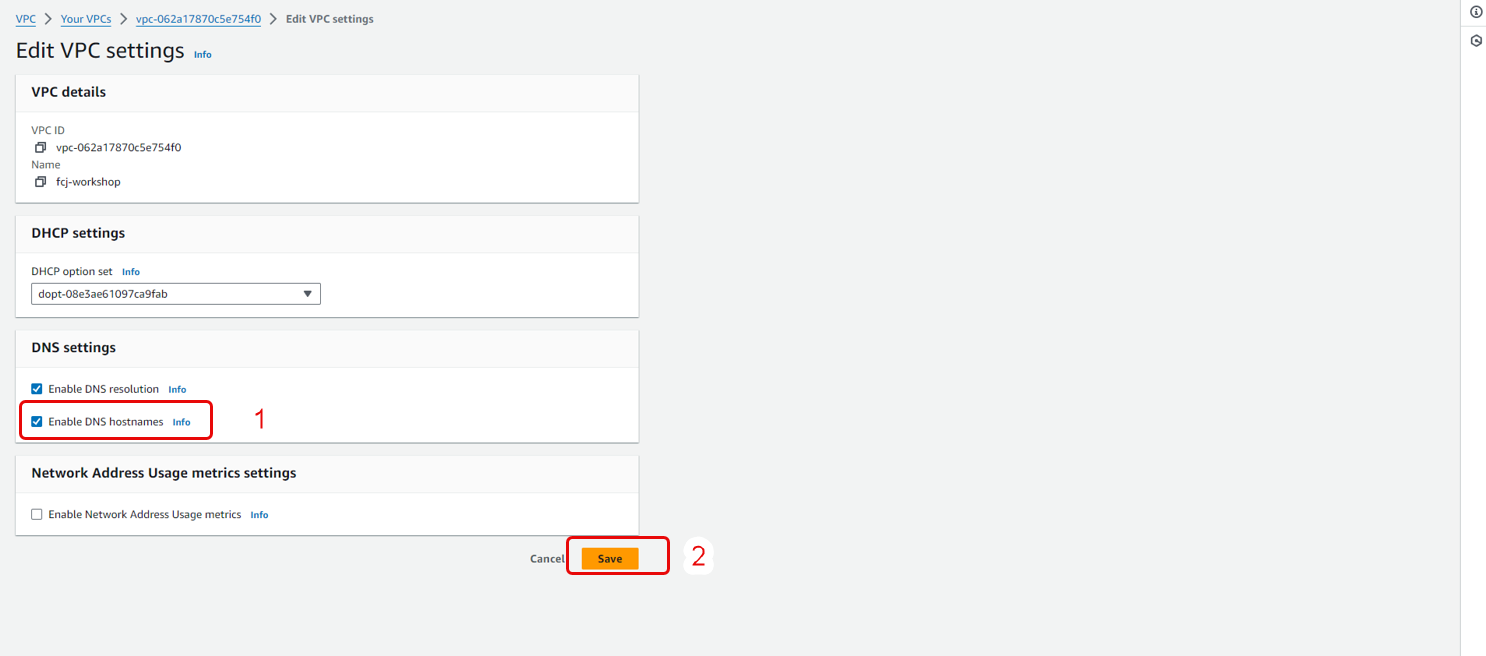 VPC > Your VPCs > vpc-062a17870c5e754f0 > Edit VPC settings
Edit VPC settings Info
VPC details
VPC ID
vpc-062a17870c5e754f0
Name
fcj-workshop
DHCP settings
DHCP option set Info
dopt-08e3ae61097ca9fab
DNS settings
Enable DNS resolution Info
Enable DNS hostnames Info 1
Network Address Usage metrics settings
Enable Network Address Usage metrics Info
Cancel Save 2